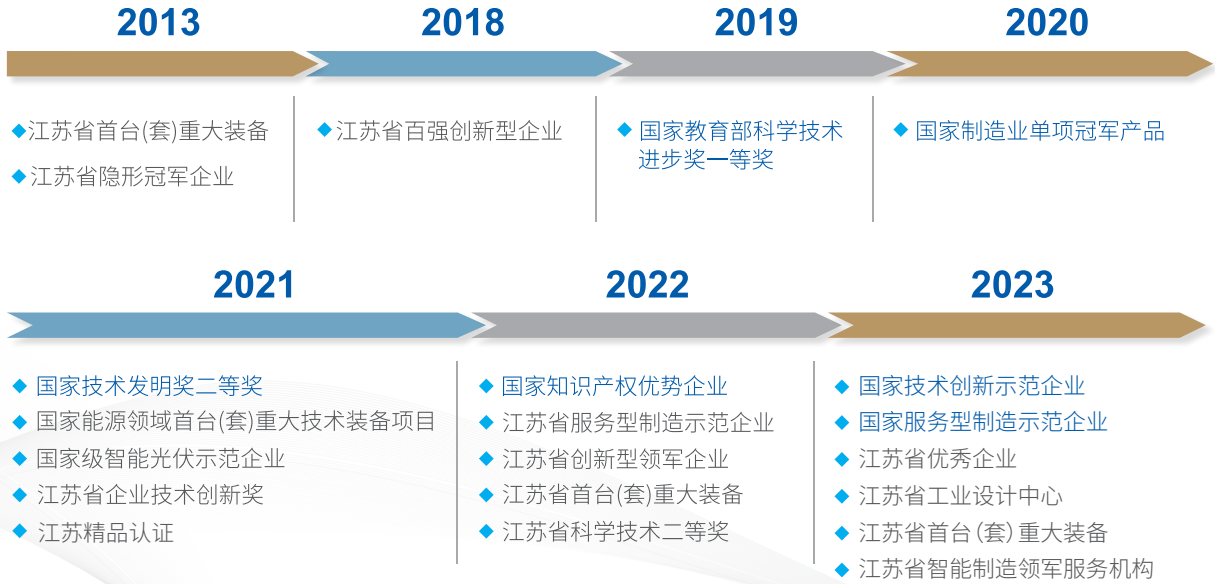 2013
江苏省首台(套)重大装备
江苏省隐形冠军企业
2018
江苏省百强创新型企业
2019
国家教育部科学技术
进步奖一等奖
2020
国家制造业单项冠军产品
2021
国家技术发明奖二等奖
国家能源领域首台(套)重大技术装备项目
国家级智能光伏示范企业
江苏省企业技术创新奖
江苏精品认证
2022
国家知识产权优势企业
江苏省服务型制造示范企业
江苏省创新型领军企业
江苏省首台(套)重大装备
江苏省科学技术二等奖
2023
国家技术创新示范企业
国家服务型制造示范企业
江苏省优秀企业
江苏省工业设计中心
江苏省首台（套）重大装备
江苏省智能制造领军服务机构